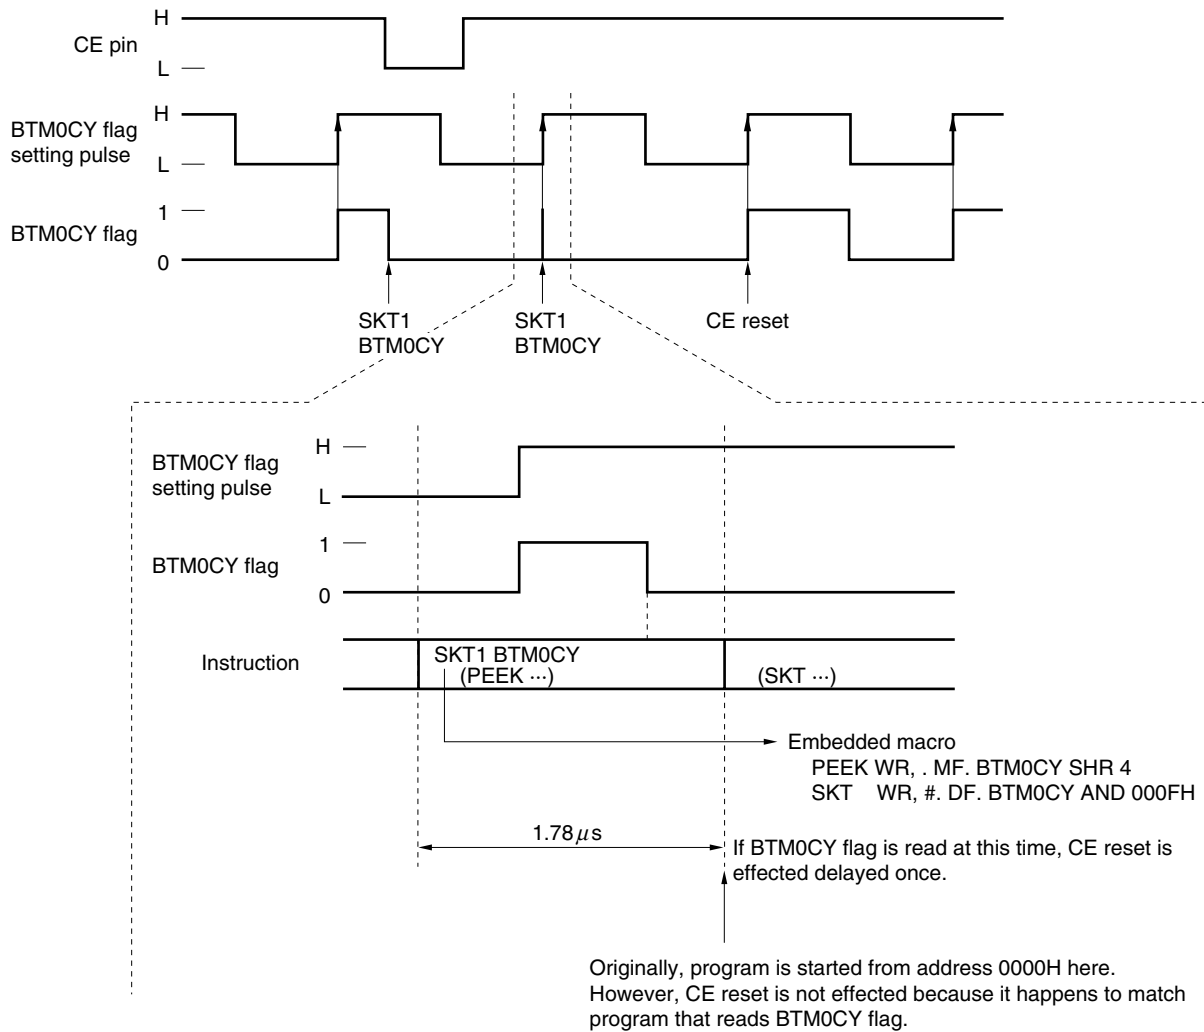 H
CE pin
L
H
BTM0CY flag
setting pulse
L
1
BTM0CY flag
0
SKT1
BTM0CY
SKT1
BTM0CY
CE reset
H
BTM0CY flag
setting pulse
L
1
BTM0CY flag
0
Instruction
SKT1 BTM0CY
(PEEK ···)
(SKT ···)
Embedded macro
PEEK WR, . MF. BTM0CY SHR 4
SKT WR, #. DF. BTM0CY AND 000FH
1.78 µs
If BTM0CY flag is read at this time, CE reset is
effected delayed once.
Originally, program is started from address 0000H here.
However, CE reset is not effected because it happens to match
program that reads BTM0CY flag.